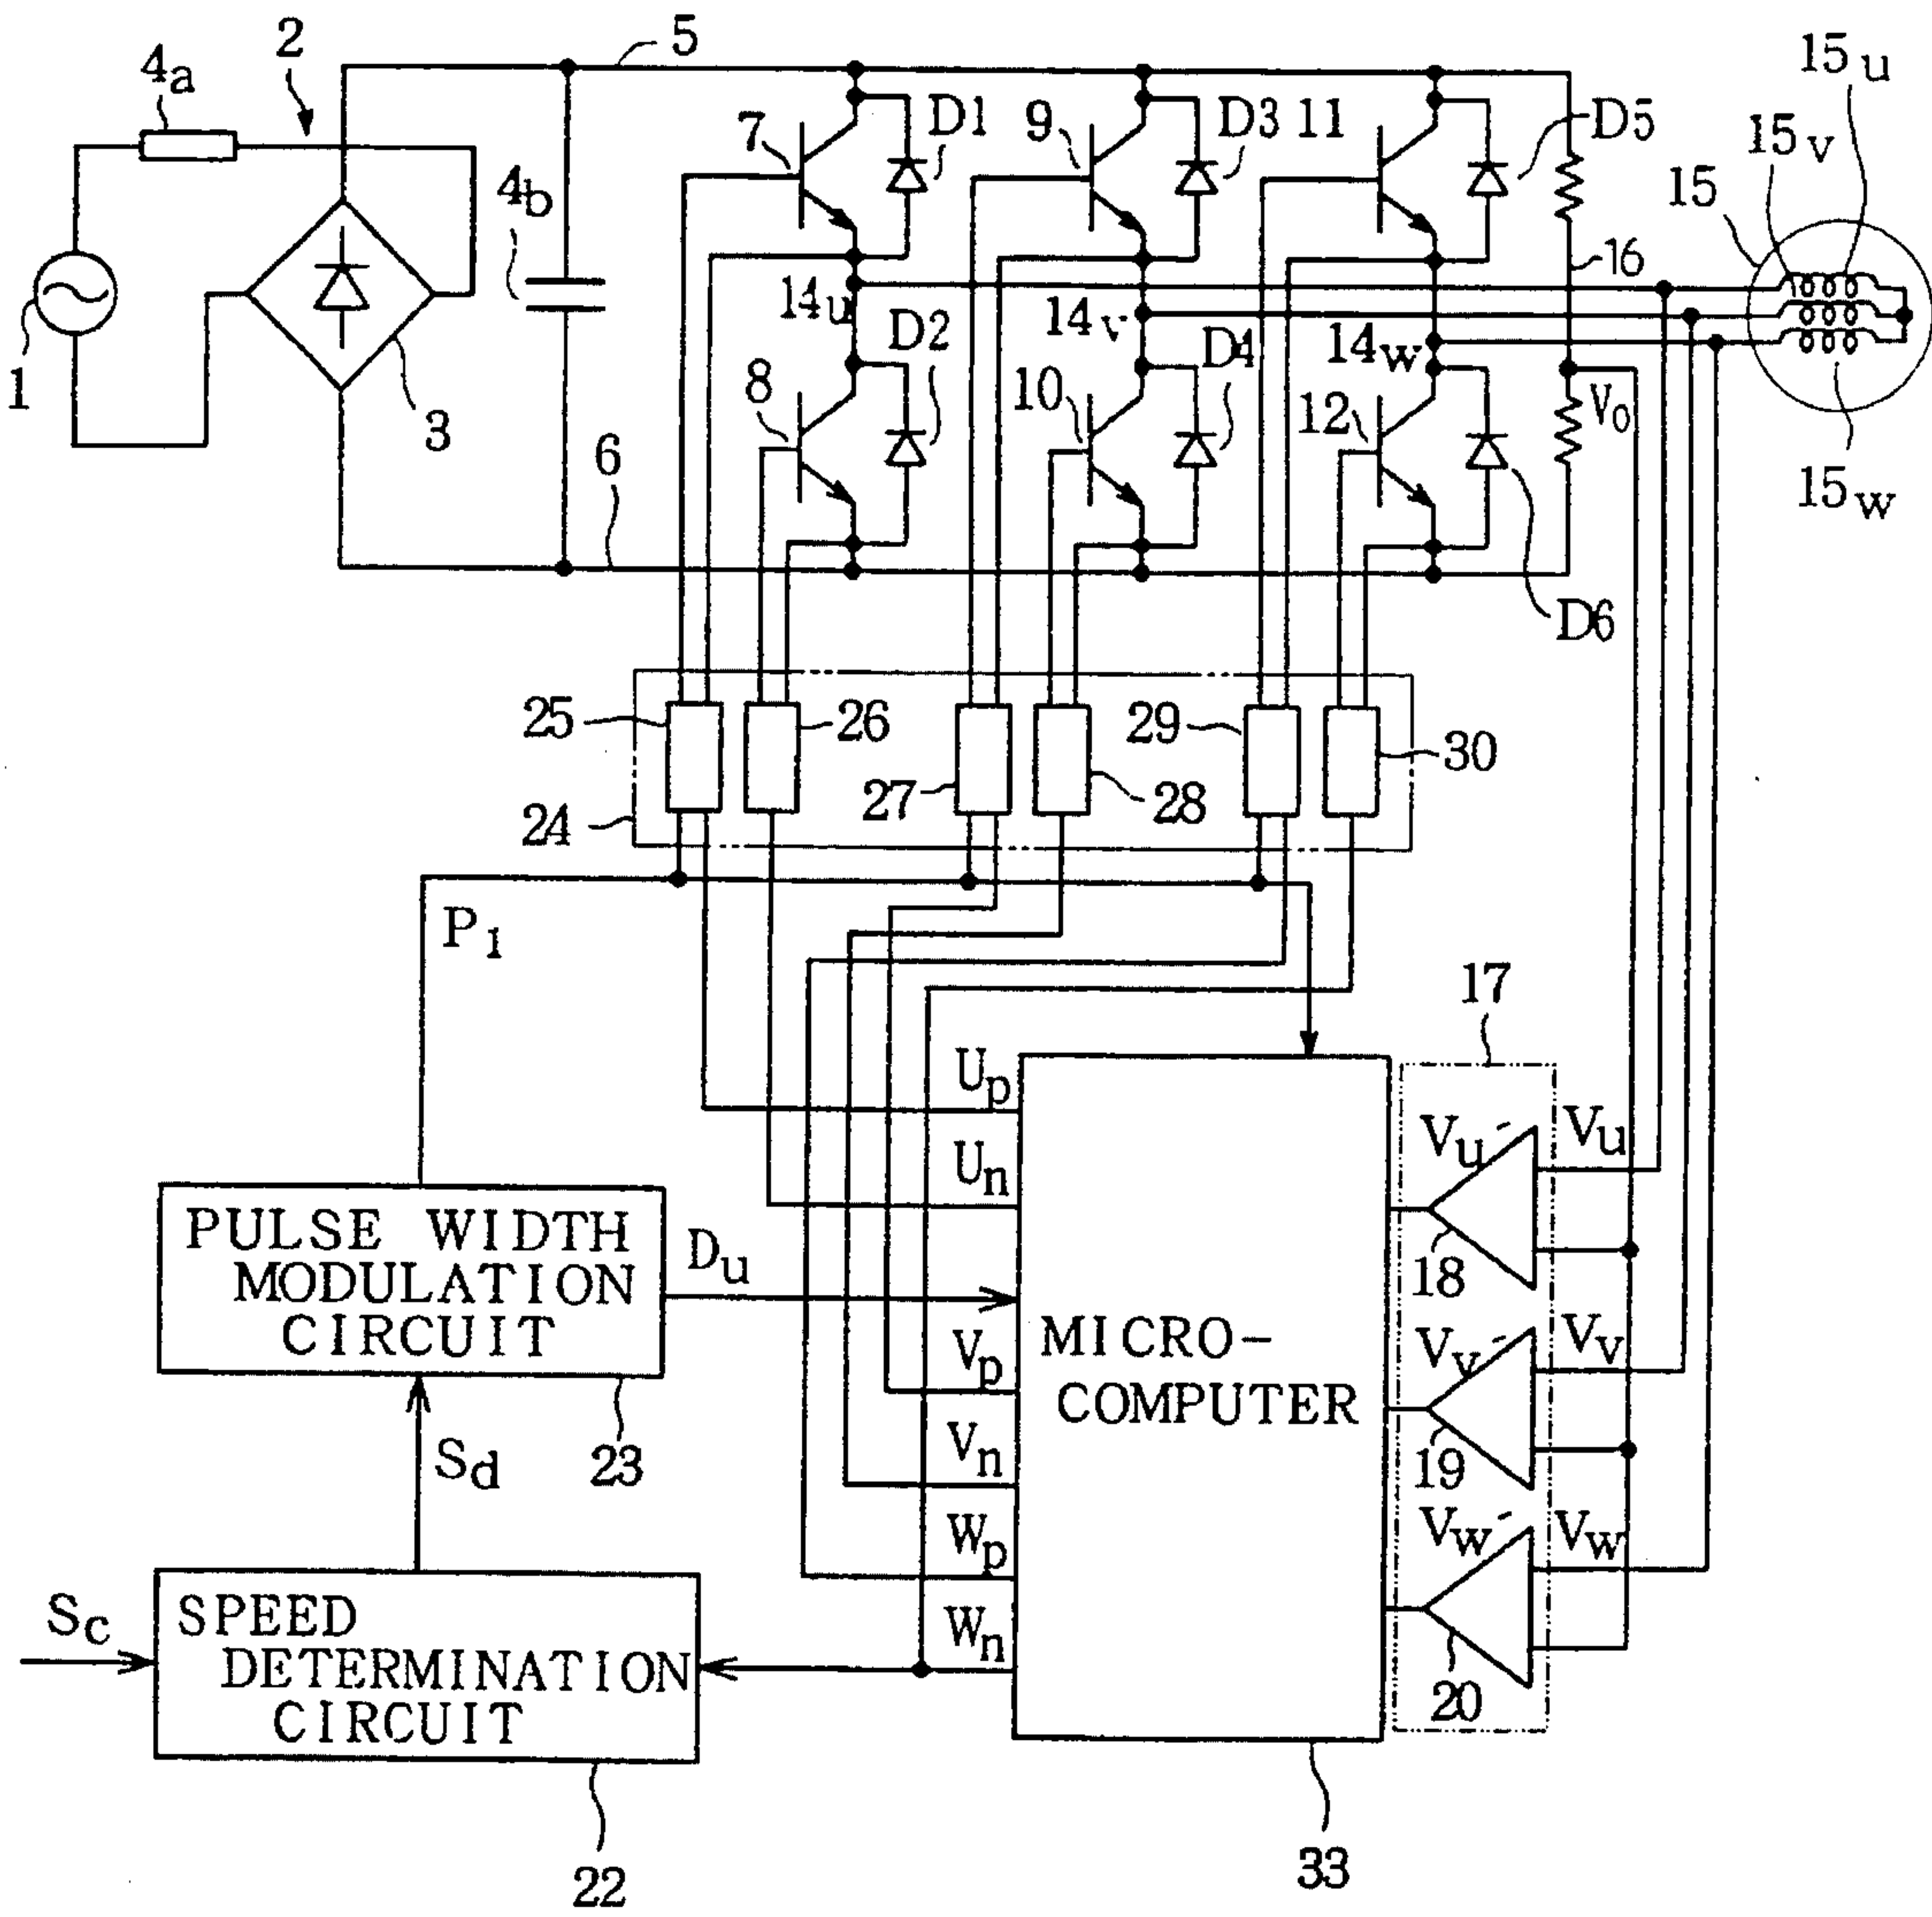 2
5
15u
4a
D1
D3
11
D5
7
9
15v
4b
15
16
14u
14v
14w
D2
D4
1
8
10
12
V0
3
6
15w
D6
25
26
29
30
27
28
24
P1
17
Up
Vu'
Vu
Un
PULSE WIDTH
MODULATION
CIRCUIT
Du
18
MICRO-
COMPUTER
Vp
Vv'
Vv
Vn
19
23
Sd
Wp
Vw'
Vw
Sc
SPEED
DETERMINATION
CIRCUIT
Wn
20
22
33